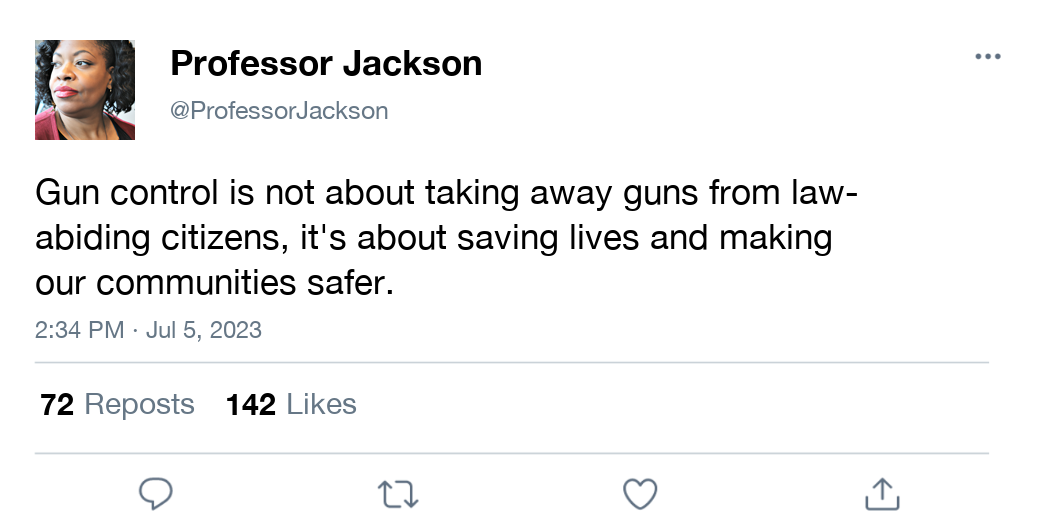 Professor Jackson
@ProfessorJackson
Gun control is not about taking away guns from law-
abiding citizens, it's about saving lives and making
our communities safer.
2:34 PM · Jul 5, 2023
72 Reposts 142 Likes